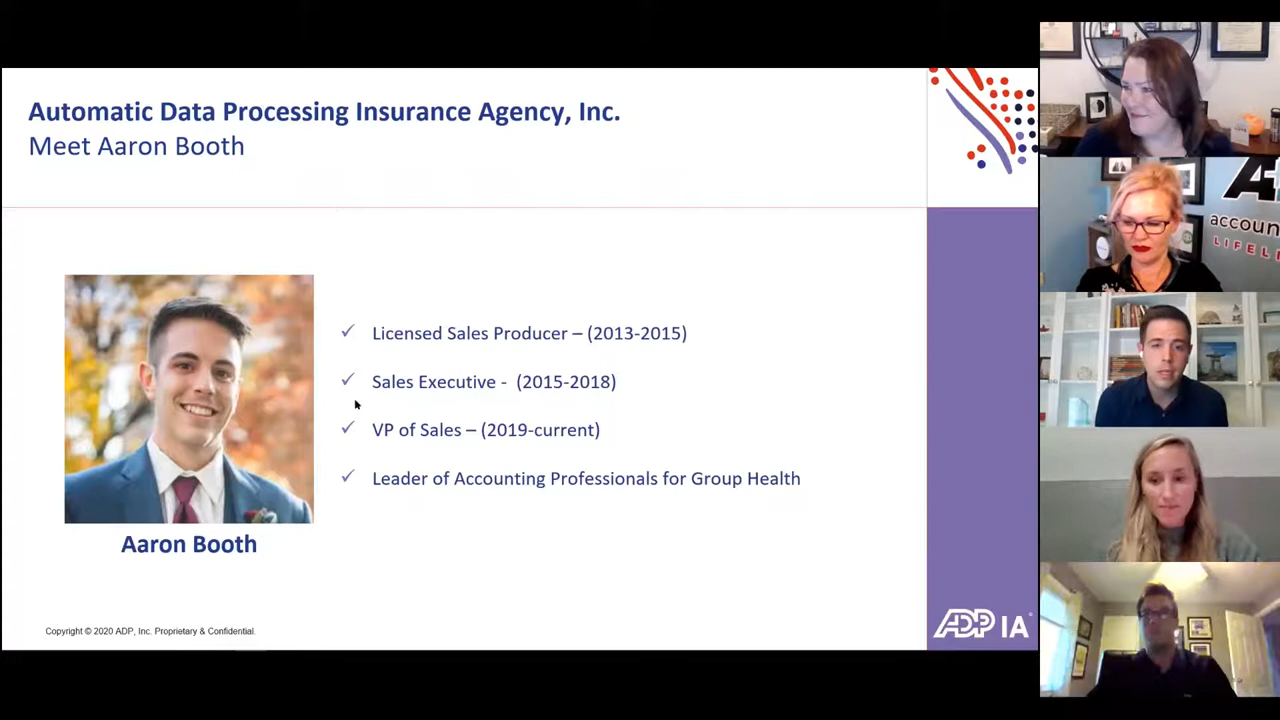 Automatic Data Processing Insurance Agency, Inc.
Meet Aaron Booth
Licensed Sales Producer – (2013-2015)
Sales Executive - (2015-2018)
VP of Sales – (2019-current)
Leader of Accounting Professionals for Group Health
Aaron Booth
Copyright © 2020 ADP, Inc. Proprietary & Confidential.
ADP IA